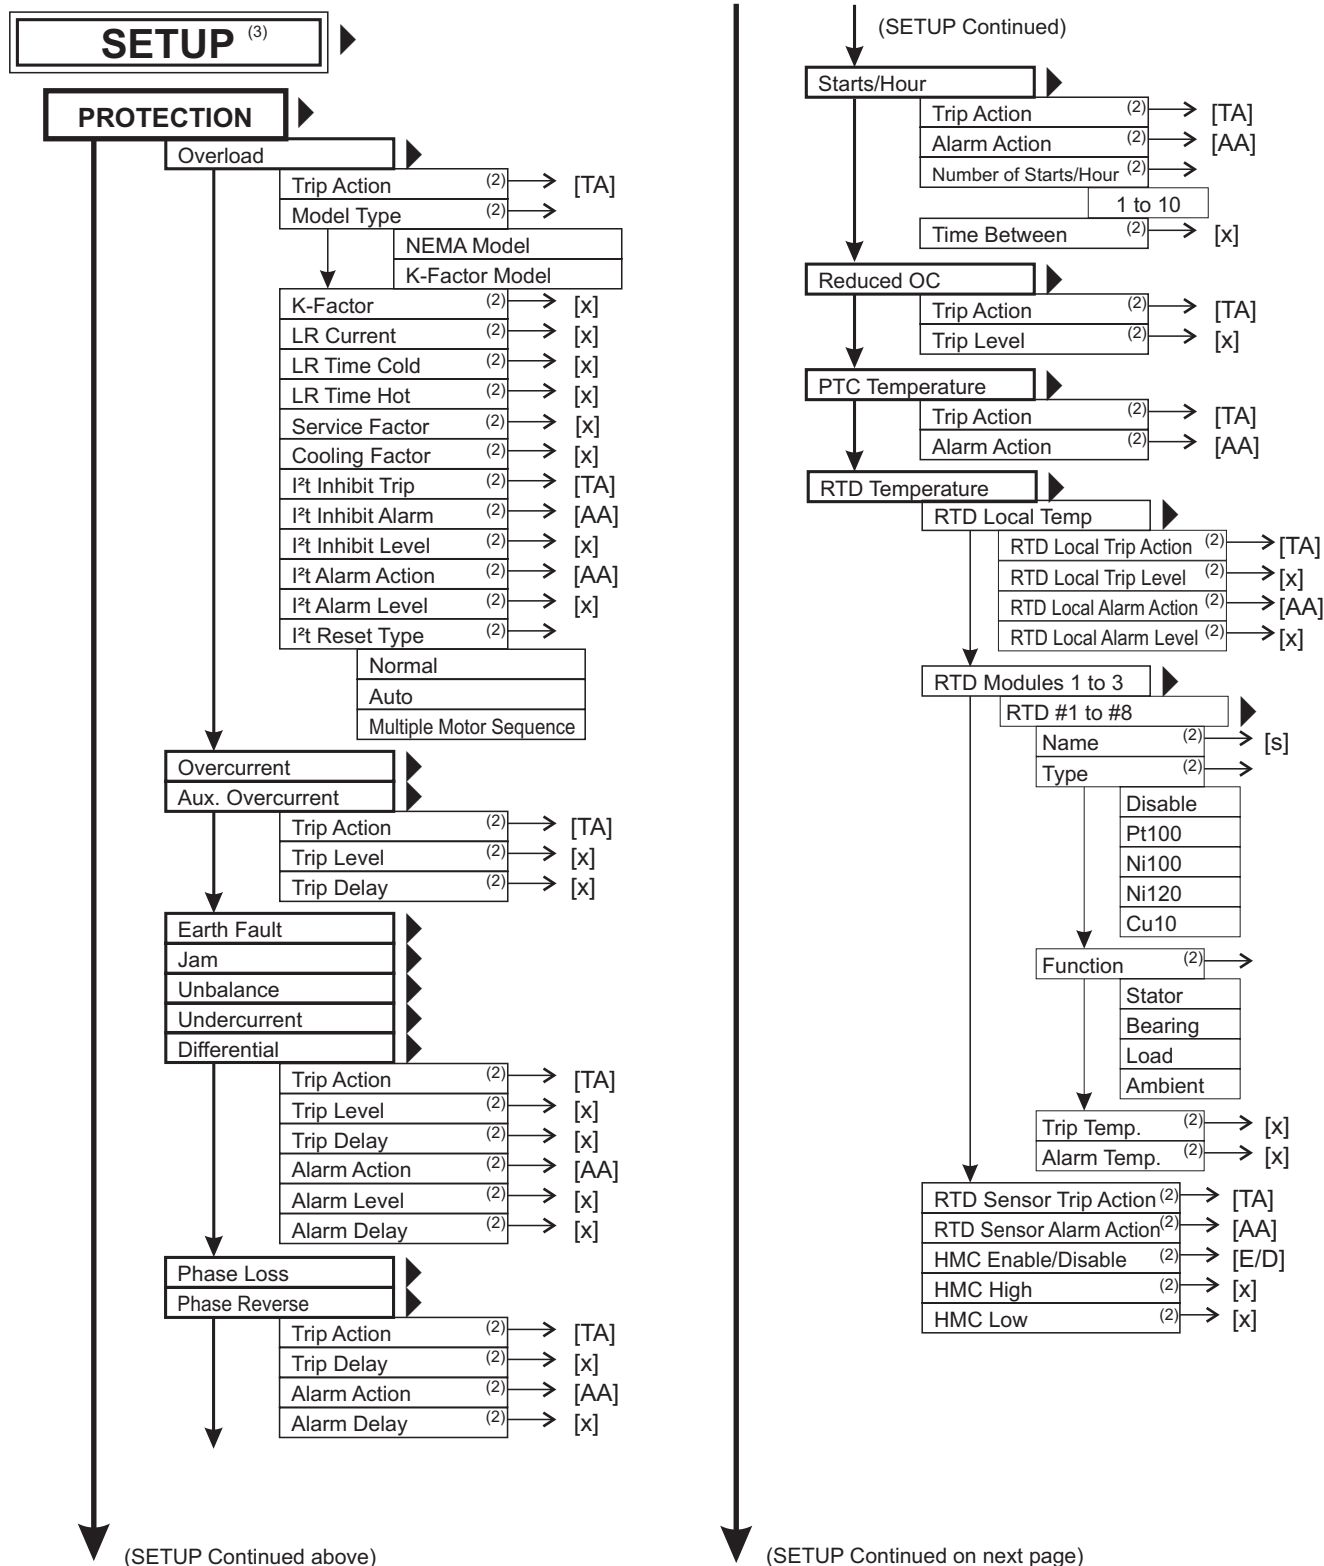 SETUP (3)
PROTECTION
Overload
Trip Action (2) [TA]
Model Type (2)
NEMA Model
K-Factor Model
K-Factor (2) [x]
LR Current (2) [x]
LR Time Cold (2) [x]
LR Time Hot (2) [x]
Service Factor (2) [x]
Cooling Factor (2) [x]
I²t Inhibit Trip (2) [TA]
I²t Inhibit Alarm (2) [AA]
I²t Inhibit Level (2) [x]
I²t Alarm Action (2) [AA]
I²t Alarm Level (2) [x]
I²t Reset Type (2)
Normal
Auto
Multiple Motor Sequence
Overcurrent
Aux. Overcurrent
Trip Action (2) [TA]
Trip Level (2) [x]
Trip Delay (2) [x]
Earth Fault
Jam
Unbalance
Undercurrent
Differential
Trip Action (2) [TA]
Trip Level (2) [x]
Trip Delay (2) [x]
Alarm Action (2) [AA]
Alarm Level (2) [x]
Alarm Delay (2) [x]
Phase Loss
Phase Reverse
Trip Action (2) [TA]
Trip Delay (2) [x]
Alarm Action (2) [AA]
Alarm Delay (2) [x]
(SETUP Continued above)
(SETUP Continued)
Starts/Hour
Trip Action (2) [TA]
Alarm Action (2) [AA]
Number of Starts/Hour (2)
1 to 10
Time Between (2) [x]
Reduced OC
Trip Action (2) [TA]
Trip Level (2) [x]
PTC Temperature
Trip Action (2) [TA]
Alarm Action (2) [AA]
RTD Temperature
RTD Local Temp
RTD Local Trip Action (2) [TA]
RTD Local Trip Level (2) [x]
RTD Local Alarm Action (2) [AA]
RTD Local Alarm Level (2) [x]
RTD Modules 1 to 3
RTD #1 to #8
Name (2) [s]
Type (2)
Disable
Pt100
Ni100
Ni120
Cu10
Function (2)
Stator
Bearing
Load
Ambient
Trip Temp. (2) [x]
Alarm Temp. (2) [x]
RTD Sensor Trip Action (2) [TA]
RTD Sensor Alarm Action (2) [AA]
HMC Enable/Disable (2) [E/D]
HMC High (2) [x]
HMC Low (2) [x]
(SETUP Continued on next page)